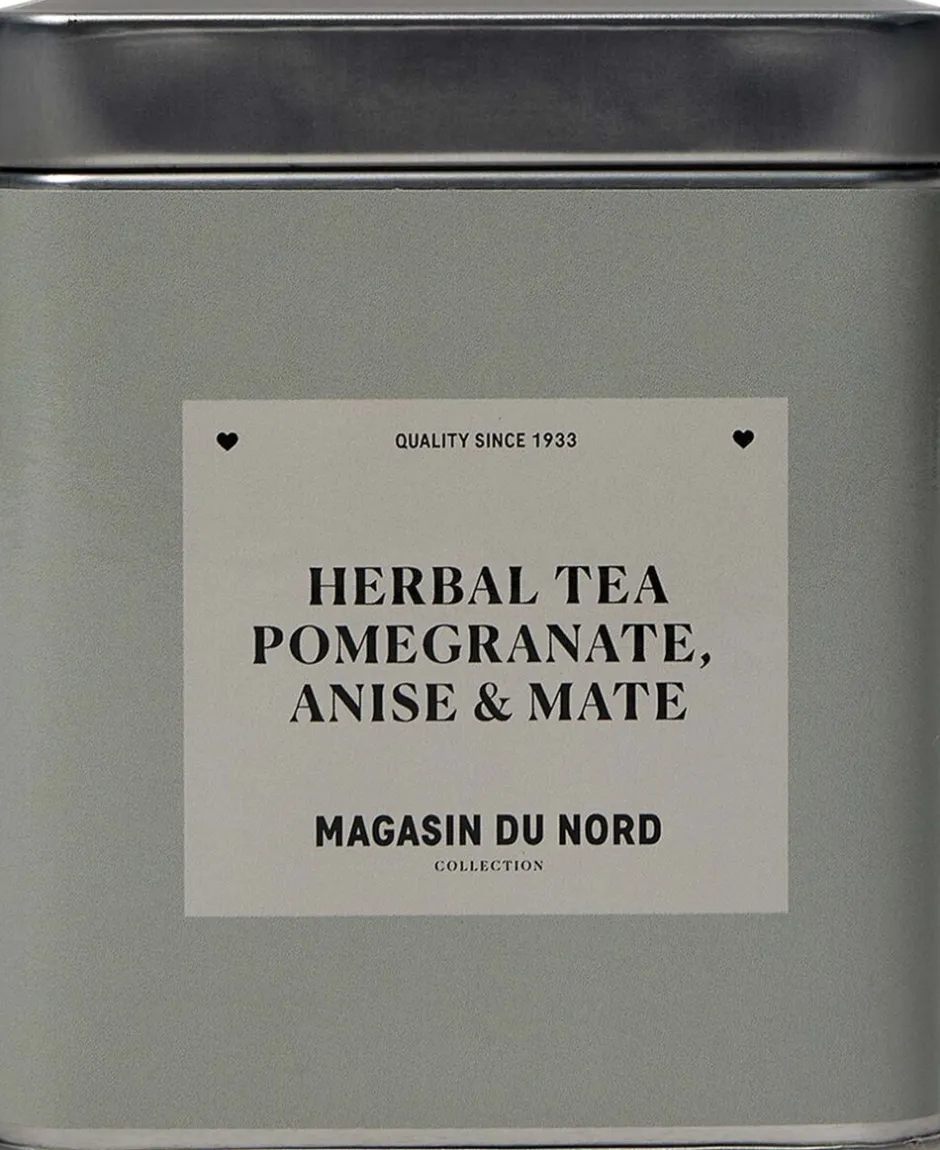 QUALITY SINCE 1933
HERBAL TEA
POMEGRANATE,
ANISE & MATE
MAGASIN DU NORD
COLLECTION